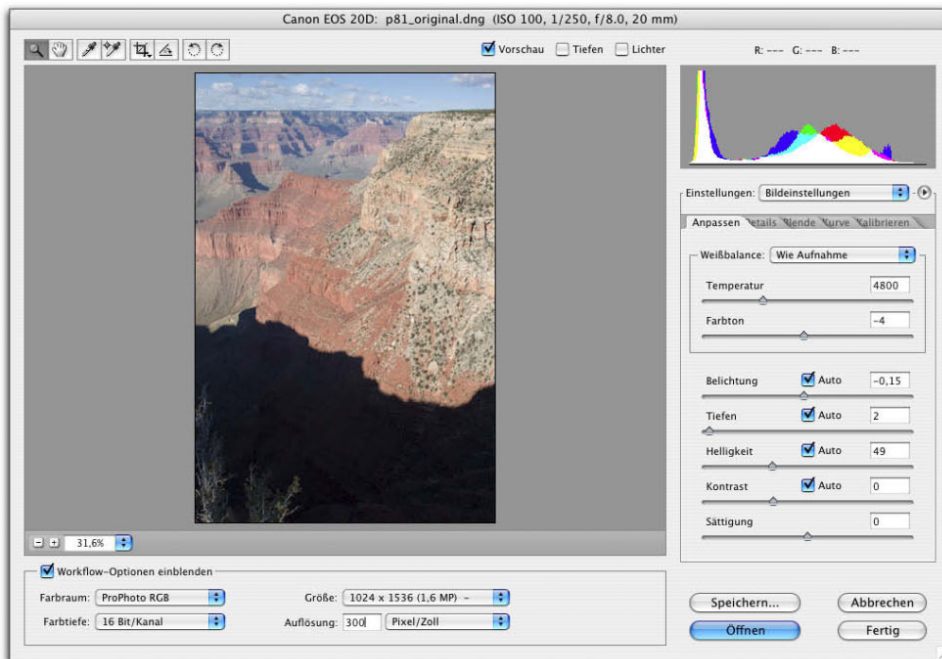 Canon EOS 20D: p81_original.dng (ISO 100, 1/250, f/8.0, 20 mm)
Vorschau Tiefen Lichter R: --- G: --- B: ---
Einstellungen: Bildeinstellungen
Anpassen Details Blende Kurve Kalibrieren
Weißbalance: Wie Aufnahme
Temperatur 4800
Farbton -4
Belichtung Auto -0,15
Tiefen Auto 2
Helligkeit Auto 49
Kontrast Auto 0
Sättigung 0
31,6%
Workflow-Optionen einblenden
Farbraum: ProPhoto RGB Größe: 1024 x 1536 (1,6 MP) -
Farbtiefe: 16 Bit/Kanal Auflösung: 300 Pixel/Zoll
Speichern... Abbrechen
Öffnen Fertig